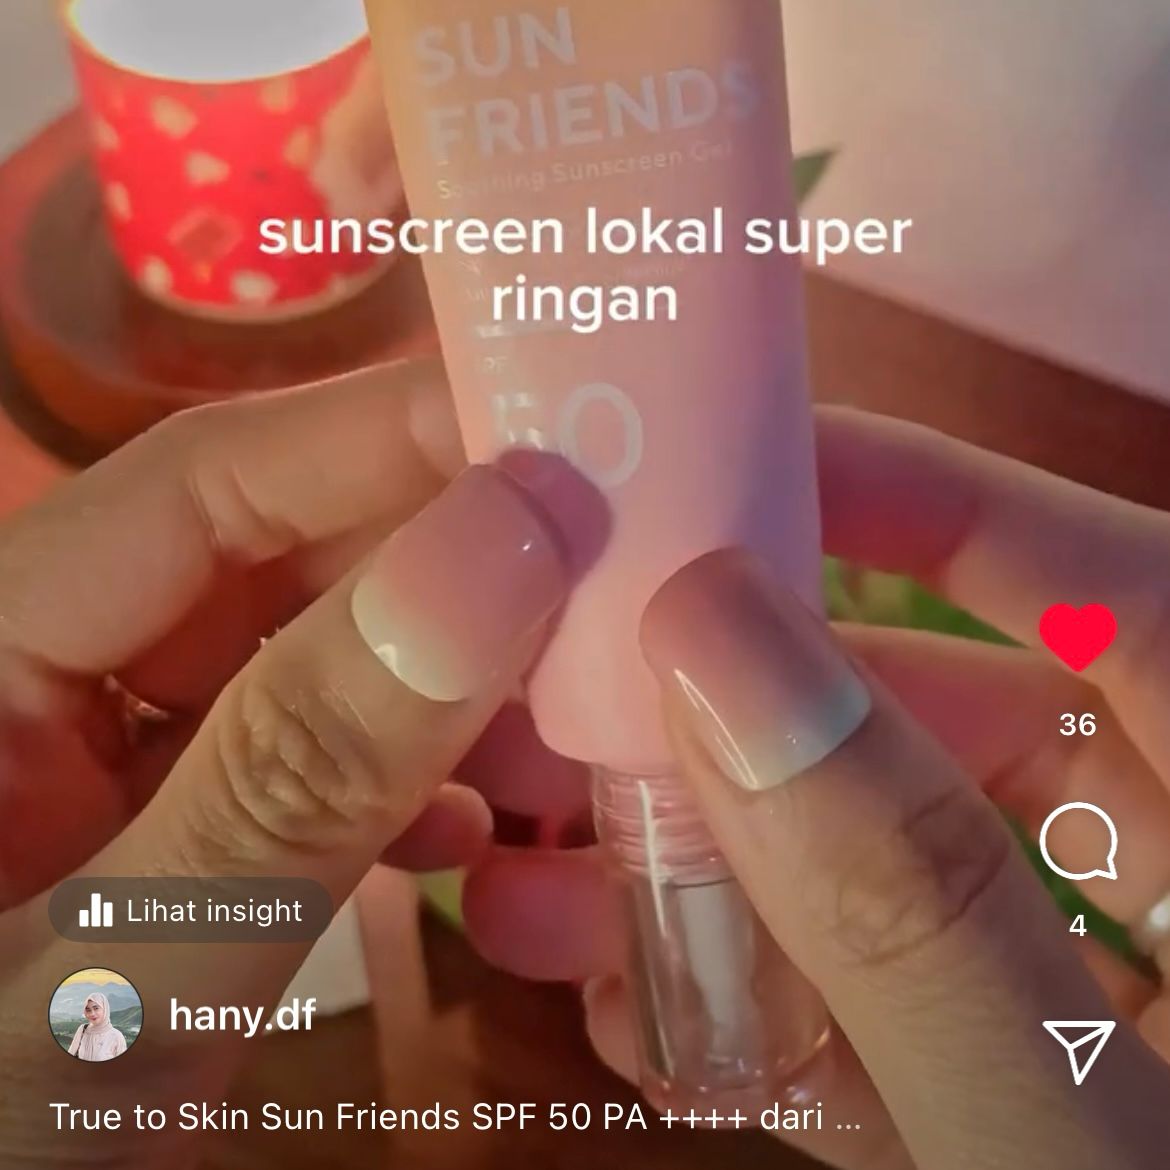 SUN
FRIENDS
Soothing Sunscreen Gel
sunscreen lokal super
ringan
SPF
50
36
4
Lihat insight
hany.df
True to Skin Sun Friends SPF 50 PA ++++ dari ...